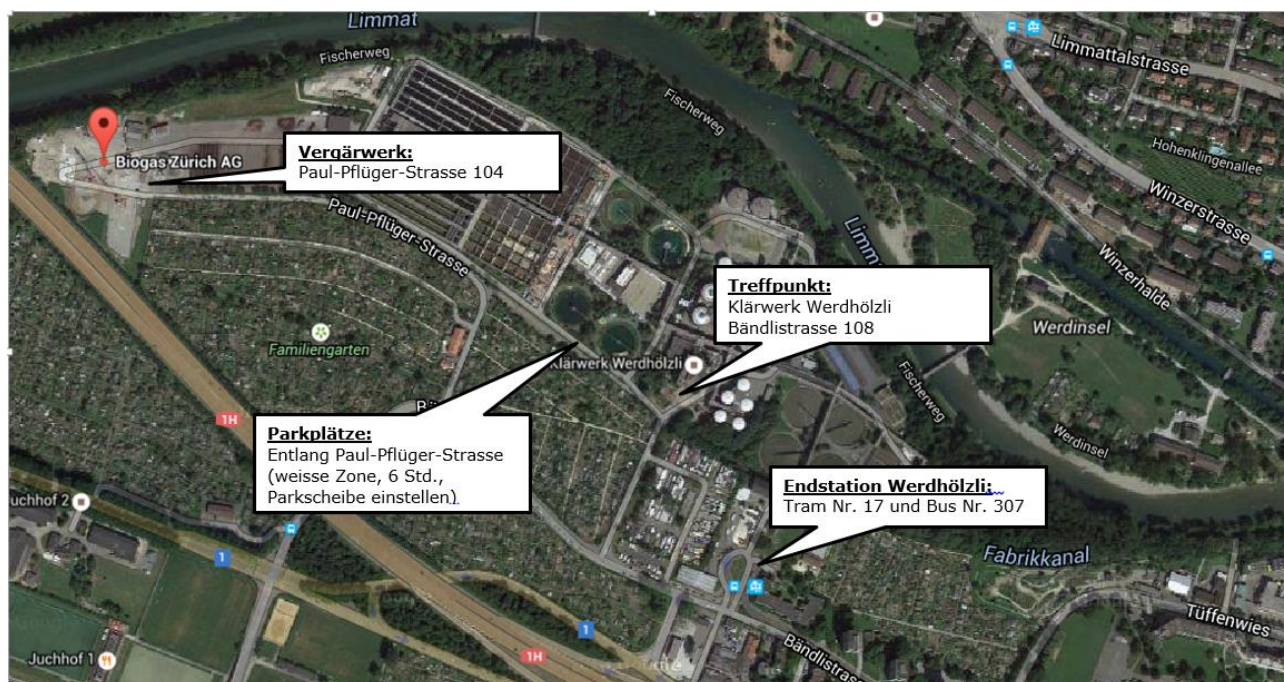 Limmat
Fischerweg
Limmattalstrasse
Fischerweg
Hohenklingenallee
Biogas Zürich AG
Vergärwerk:
Paul-Pflüger-Strasse 104
Paul-Pflüger-Strasse
Winzerstrasse
Winzerhalde
Treffpunkt:
Klärwerk Werdhölzli
Bändlistrasse 108
Werdinsel
Familiengarten
Klärwerk Werdhölzli
Fischerweg
1H
Parkplätze:
Entlang Paul-Pflüger-Strasse
(weisse Zone, 6 Std.,
Parkscheibe einstellen)
Werdinsel
Endstation Werdhölzli:
Tram Nr. 17 und Bus Nr. 307
Juchhof 2
1
Fabrikkanal
Tüffenwies
1
Juchhof 1
1H